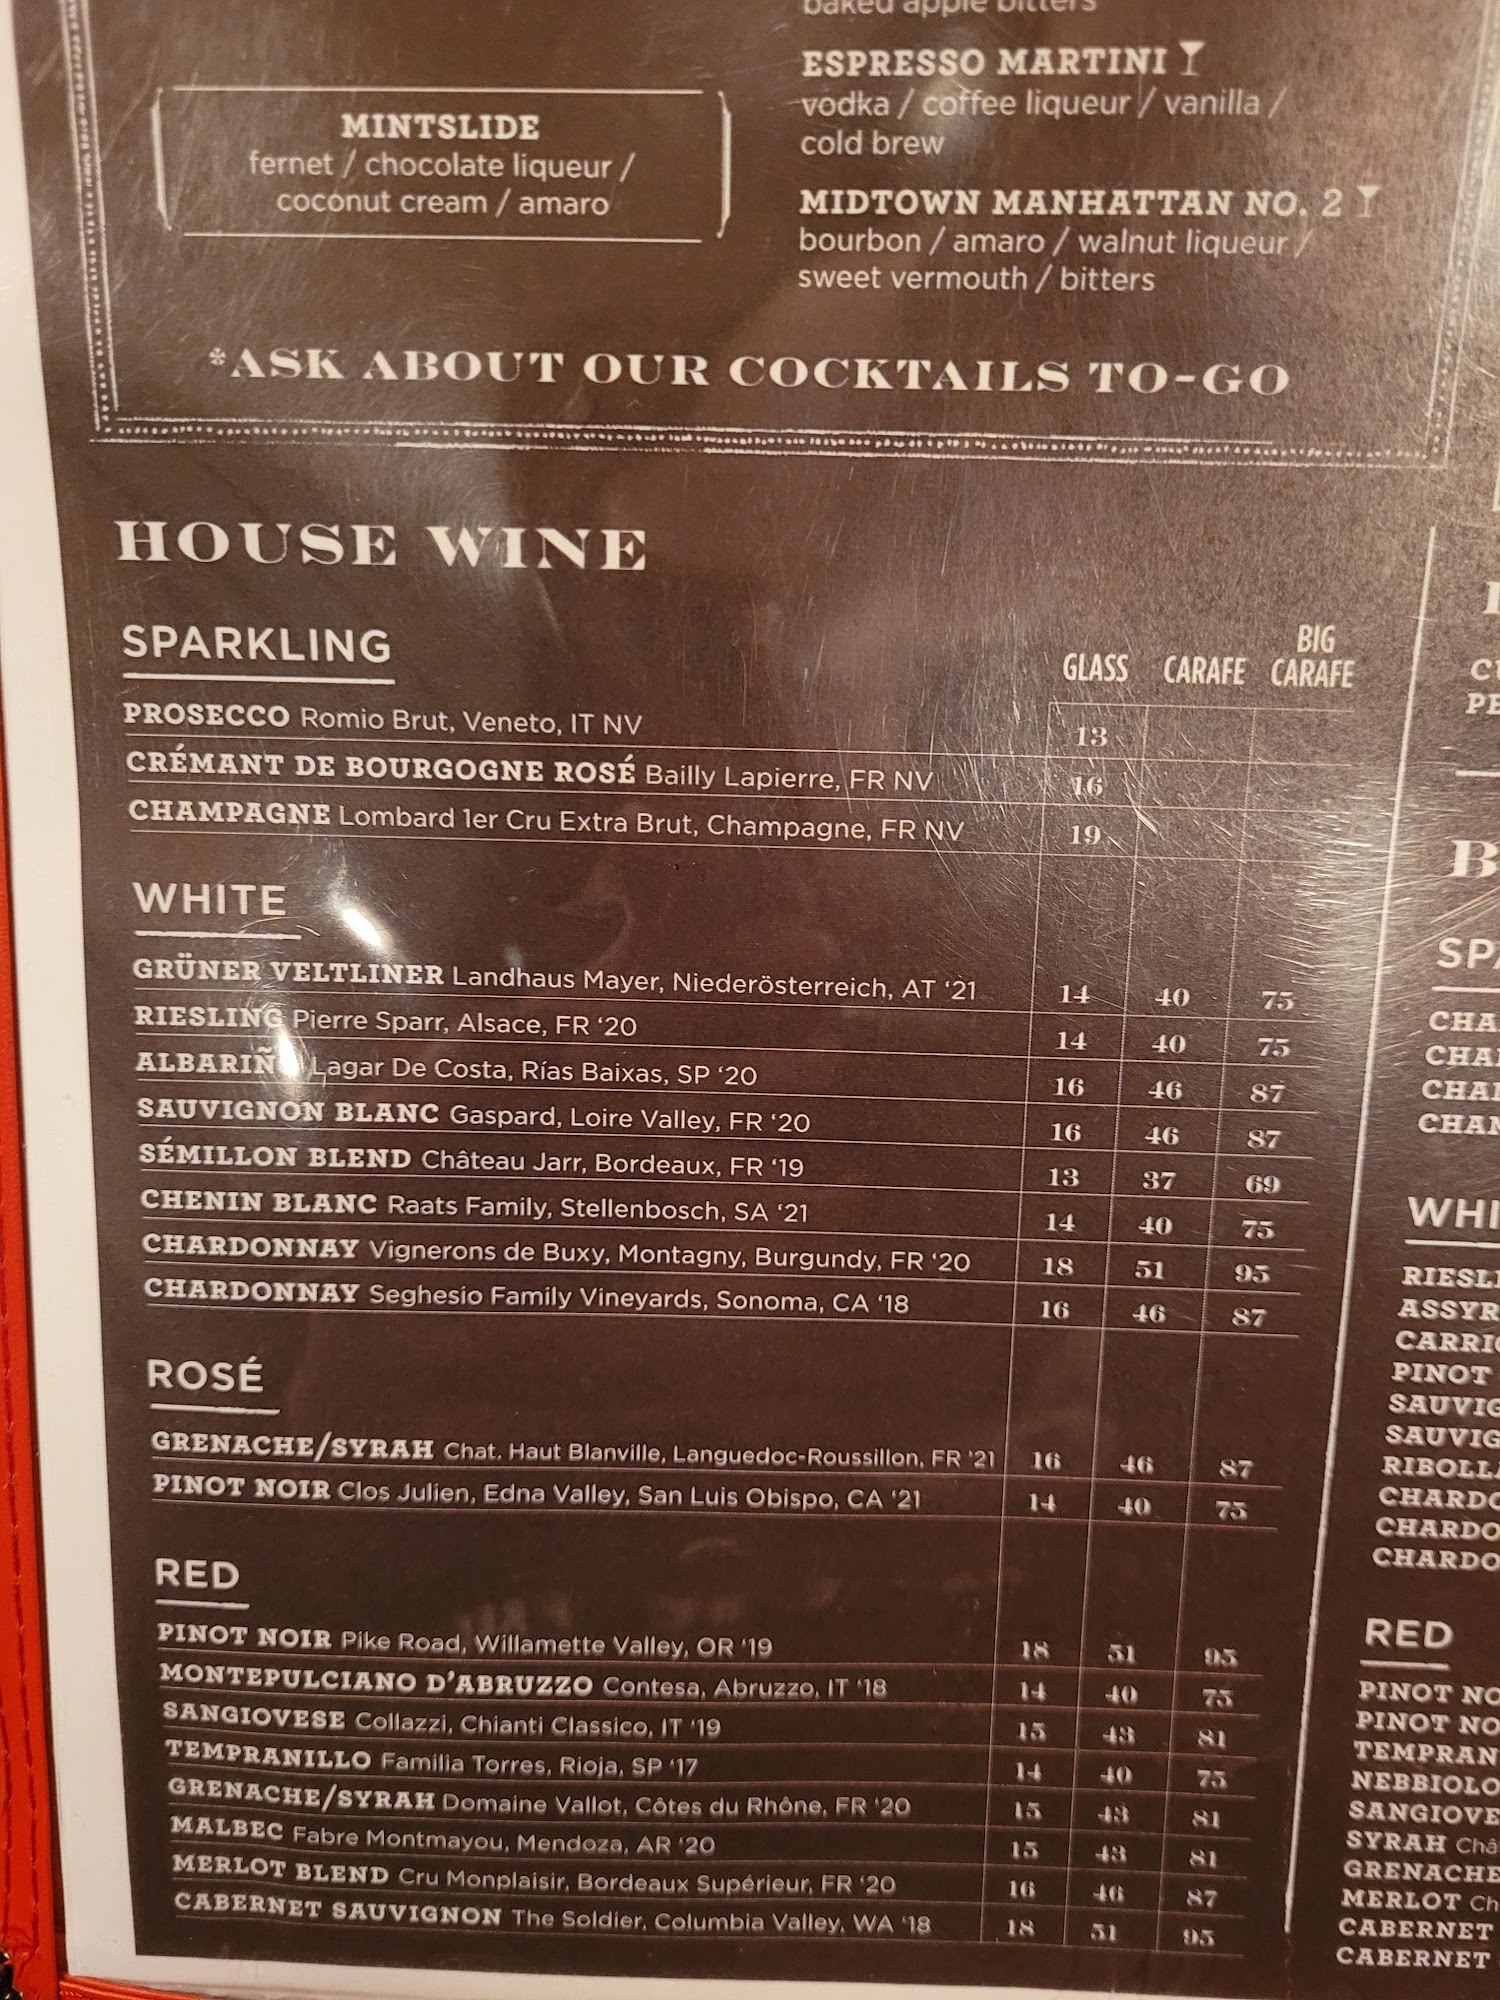 baked apple bitters
ESPRESSO MARTINI
vodka / coffee liqueur / vanilla /
cold brew
MINTSLIDE
fernet / chocolate liqueur /
coconut cream / amaro
MIDTOWN MANHATTAN NO. 2
bourbon / amaro / walnut liqueur /
sweet vermouth / bitters
*ASK ABOUT OUR COCKTAILS TO-GO
HOUSE WINE
SPARKLING GLASS CARAFE BIG CARAFE
PROSECCO Romio Brut, Veneto, IT NV 13
CRÉMANT DE BOURGOGNE ROSÉ Bailly Lapierre, FR NV 16
CHAMPAGNE Lombard 1er Cru Extra Brut, Champagne, FR NV 19
WHITE
GRÜNER VELTLINER Landhaus Mayer, Niederösterreich, AT ‘21 14 40 75
RIESLING Pierre Sparr, Alsace, FR ‘20 14 40 75
ALBARIÑO Lagar De Costa, Rías Baixas, SP ‘20 16 46 87
SAUVIGNON BLANC Gaspard, Loire Valley, FR ‘20 16 46 87
SÉMILLON BLEND Château Jarr, Bordeaux, FR ‘19 13 37 69
CHENIN BLANC Raats Family, Stellenbosch, SA ‘21 14 40 75
CHARDONNAY Vignerons de Buxy, Montagny, Burgundy, FR ‘20 18 51 95
CHARDONNAY Seghesio Family Vineyards, Sonoma, CA ‘18 16 46 87
ROSÉ
GRENACHE/SYRAH Chat. Haut Blanville, Languedoc-Roussillon, FR '21 16 46 87
PINOT NOIR Clos Julien, Edna Valley, San Luis Obispo, CA '21 14 40 75
RED
PINOT NOIR Pike Road, Willamette Valley, OR ‘19 18 51 95
MONTEPULCIANO D’ABRUZZO Contesa, Abruzzo, IT ‘18 14 40 75
SANGIOVESE Collazzi, Chianti Classico, IT ‘19 15 43 81
TEMPRANILLO Familia Torres, Rioja, SP ‘17 14 40 75
GRENACHE/SYRAH Domaine Vallot, Côtes du Rhône, FR ‘20 15 43 81
MALBEC Fabre Montmayou, Mendoza, AR ‘20 15 43 81
MERLOT BLEND Cru Monplaisir, Bordeaux Supérieur, FR ‘20 16 46 87
CABERNET SAUVIGNON The Soldier, Columbia Valley, WA ‘18 18 51 95
RED
PINOT
CABERNET
CABERNET